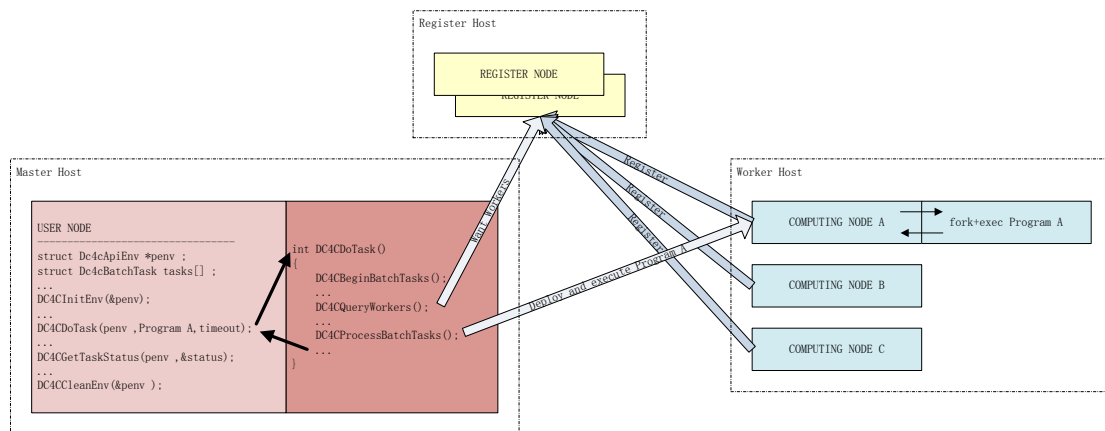 Register Host
REGISTER NODE
REGISTER NODE
Master Host
USER NODE
---------------------------------
struct Dc4cApiEnv *penv ;
struct Dc4cBatchTask tasks[] ;
...
DC4CInitEnv(&penv);
...
DC4CDoTask(penv ,Program A,timeout);
...
DC4CGetTaskStatus(penv ,&status);
...
DC4CCleanEnv(&penv );
int DC4CDoTask()
{
DC4CBeginBatchTasks();
...
DC4CQueryWorkers();
...
DC4CProcessBatchTasks();
...
}
Want Workers
Register
Register
Register
Deploy and execute Program A
Worker Host
COMPUTING NODE A
fork+exec Program A
COMPUTING NODE B
COMPUTING NODE C